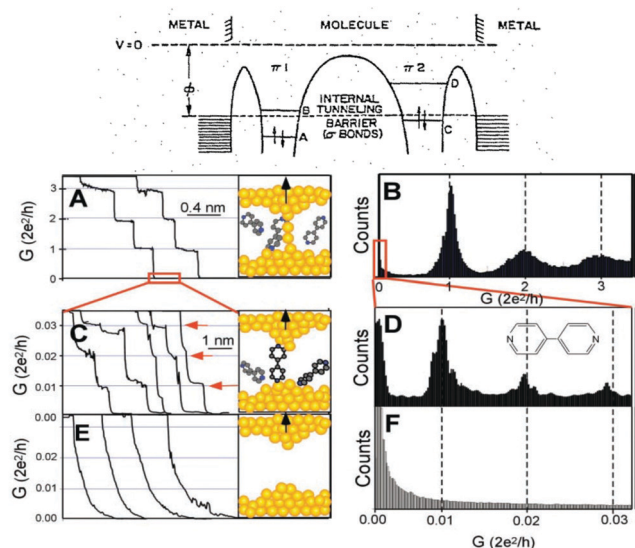 METAL MOLECULE METAL
V=0
φ
π1 π2
D
B
INTERNAL
TUNNELING
BARRIER
(σ BONDS)
A
C
A
G (2e²/h)
3
2
1
0
0.4 nm
B
Counts
0 1 2 3
G (2e²/h)
C
G (2e²/h)
0.03
0.02
0.01
1 nm
D
Counts
N N
E
G (2e²/h)
0.00
0.02
0.01
0.00
F
Counts
0.00 0.01 0.02 0.03
G (2e²/h)